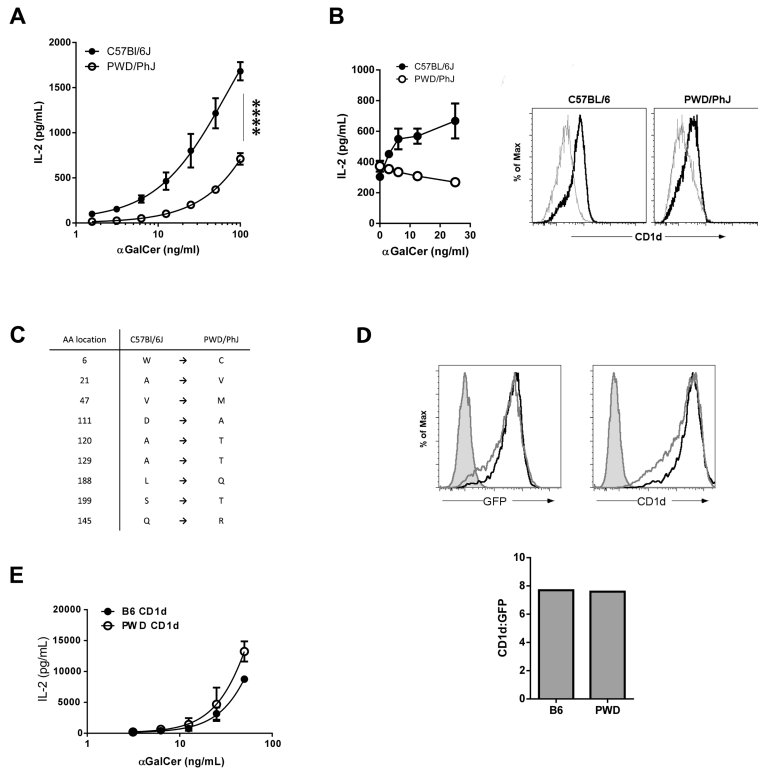 A
C57Bl/6J
PWD/PhJ
IL-2 (pg/mL)
2000
1500
1000
500
0
1
10
100
αGalCer (ng/ml)
****
B
C57BL/6J
PWD/PhJ
IL-2 (pg/mL)
1000
800
600
400
200
0
0
10
20
30
αGalCer (ng/ml)
C57BL/6
PWD/PhJ
% of Max
CD1d
C
AA location C57Bl/6J PWD/PhJ
6 W → C
21 A → V
47 V → M
111 D → A
120 A → T
129 A → T
188 L → Q
199 S → T
145 Q → R
D
% of Max
GFP
CD1d
CD1d:GFP
10
8
6
4
2
0
B6
PWD
E
B6 CD1d
PWD CD1d
IL-2 (pg/mL)
20000
15000
10000
5000
0
1
10
100
αGalCer (ng/mL)